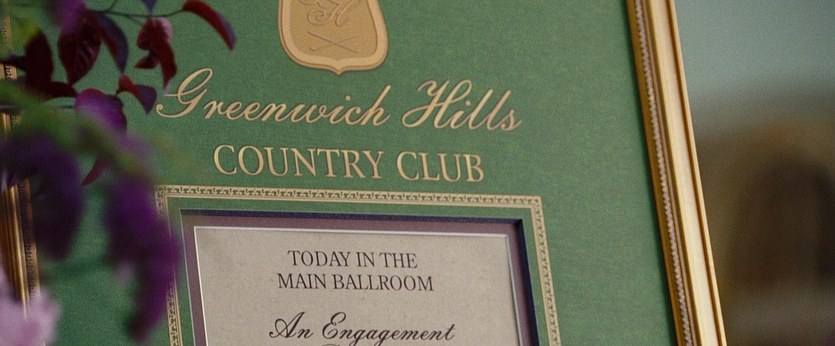 Greenwich Hills
COUNTRY CLUB
TODAY IN THE
MAIN BALLROOM
An Engagement